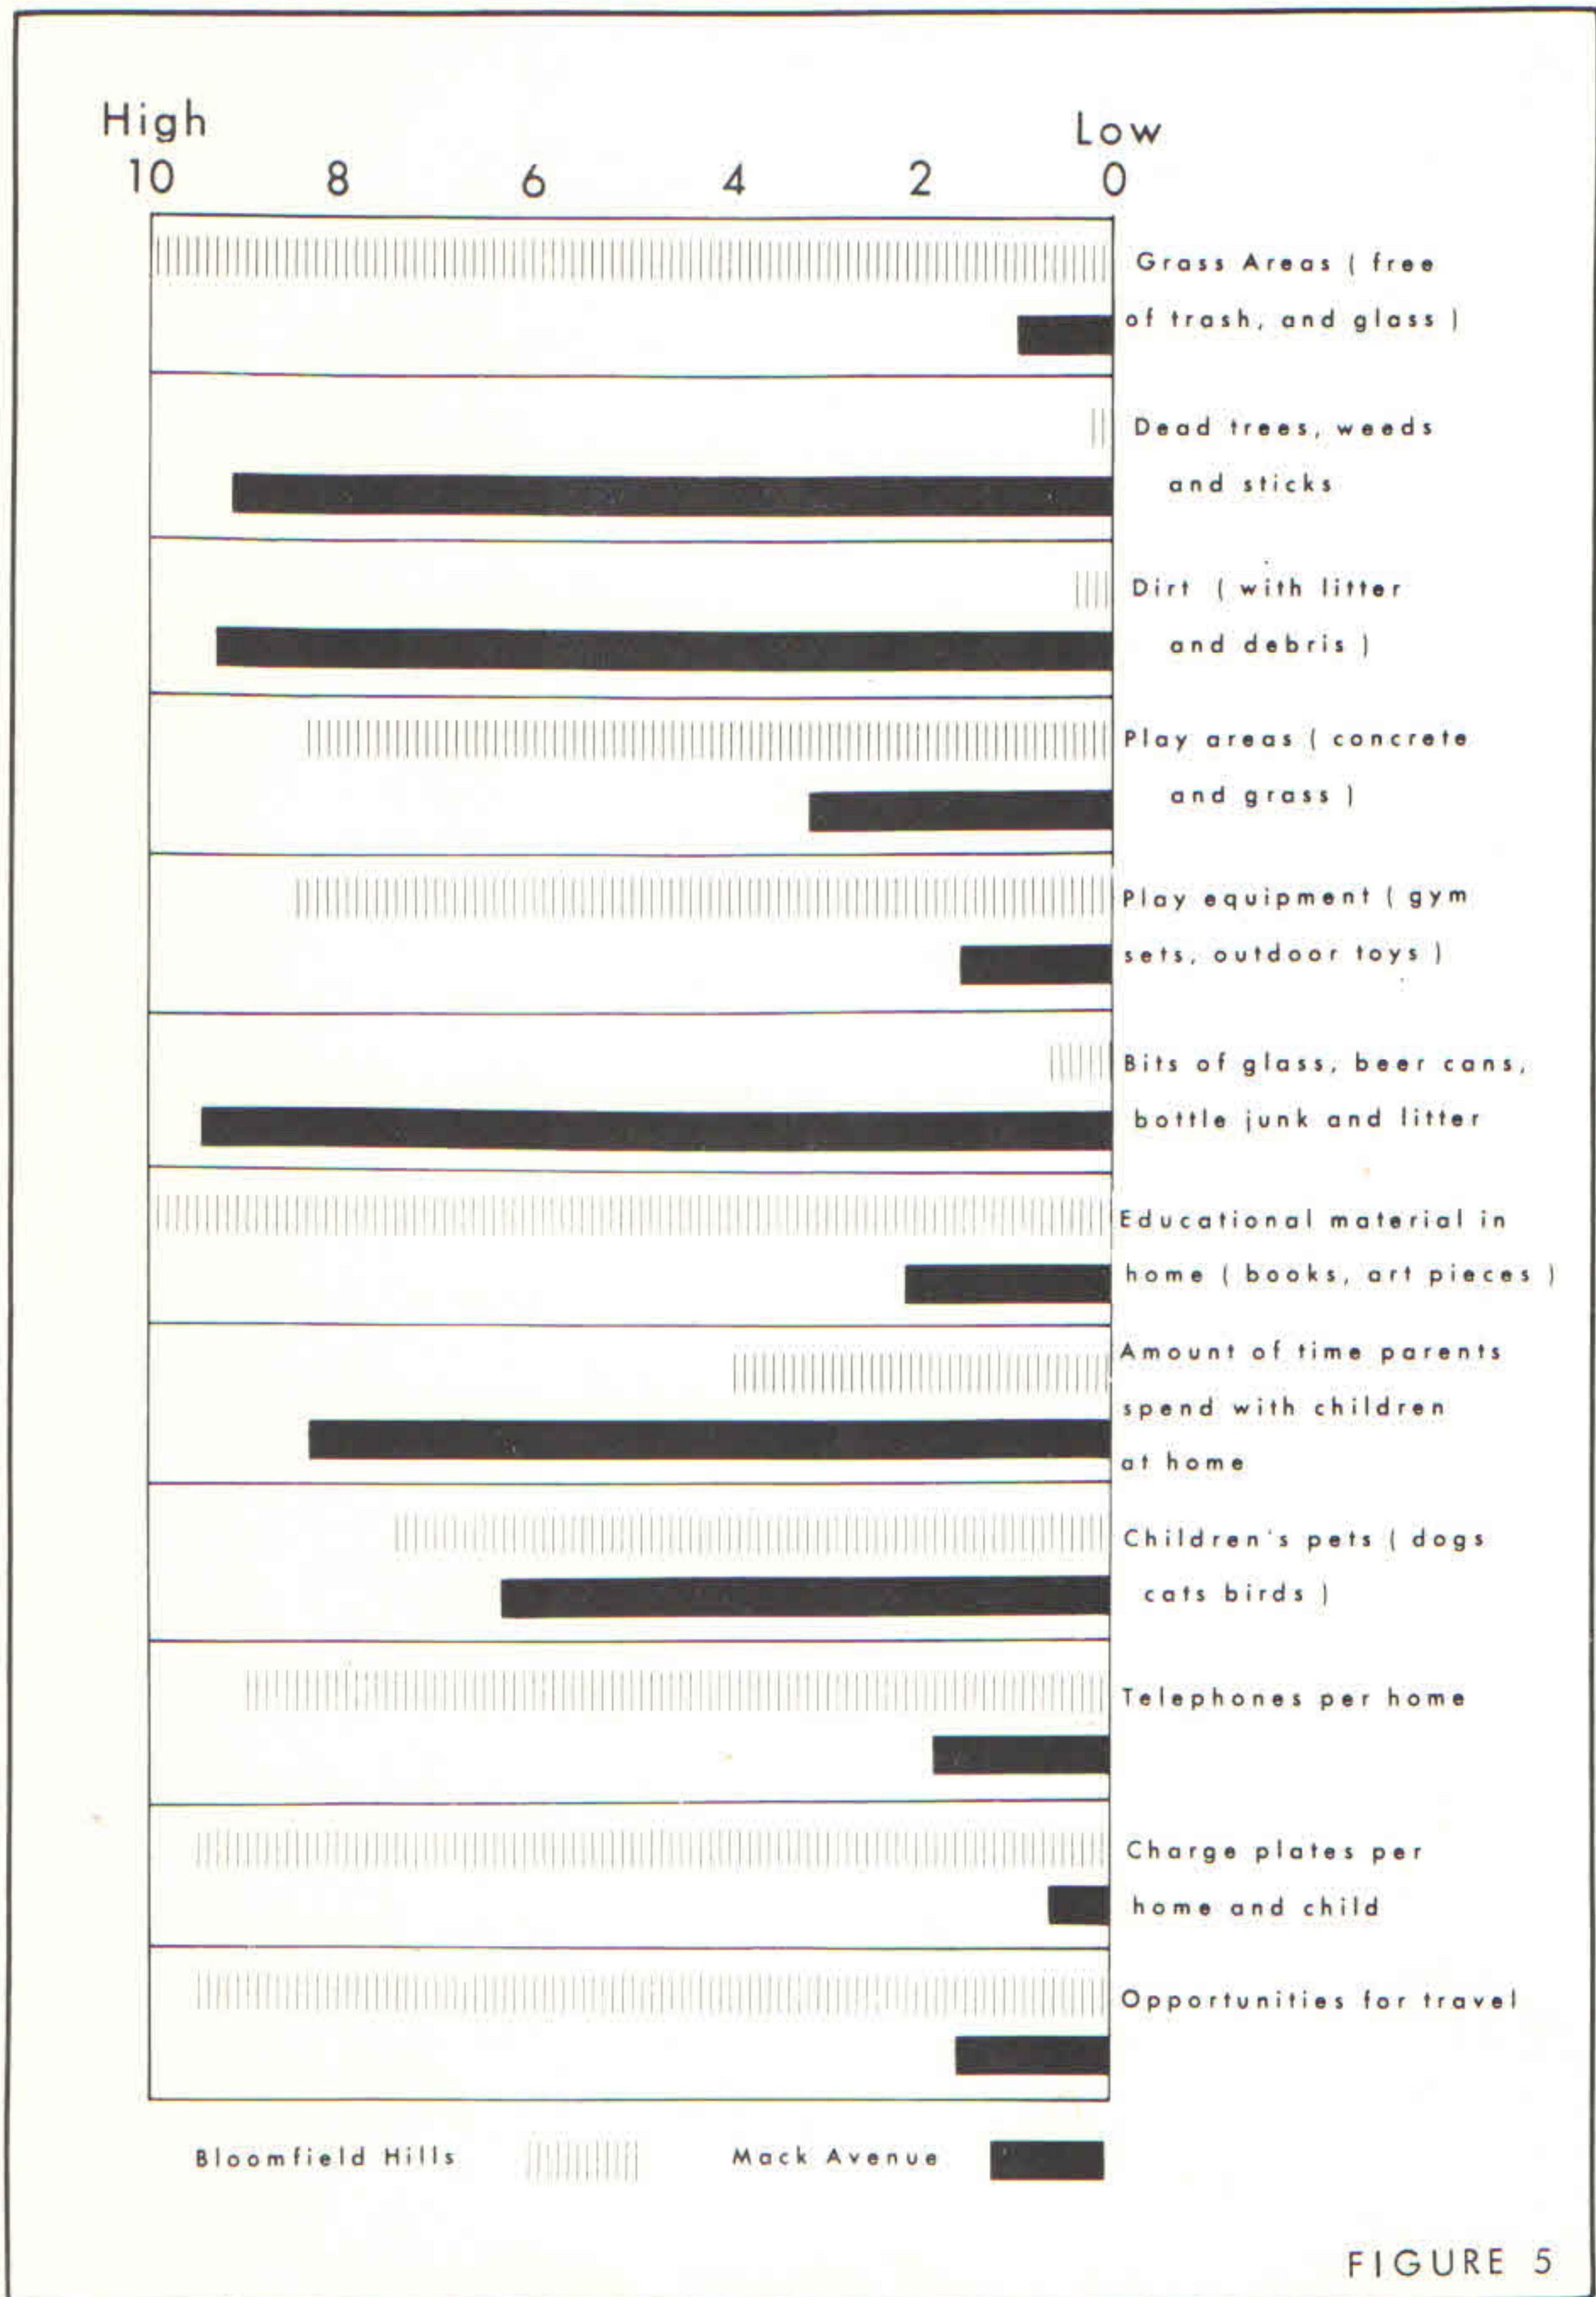 High
Low
10 8 6 4 2 0
Grass Areas ( free
of trash, and glass )
Dead trees, weeds
and sticks
Dirt ( with litter
and debris )
Play areas ( concrete
and grass )
Play equipment ( gym
sets, outdoor toys )
Bits of glass, beer cans,
bottle junk and litter
Educational material in
home ( books, art pieces )
Amount of time parents
spend with children
at home
Children's pets ( dogs
cats birds )
Telephones per home
Charge plates per
home and child
Opportunities for travel
Bloomfield Hills Mack Avenue
FIGURE 5